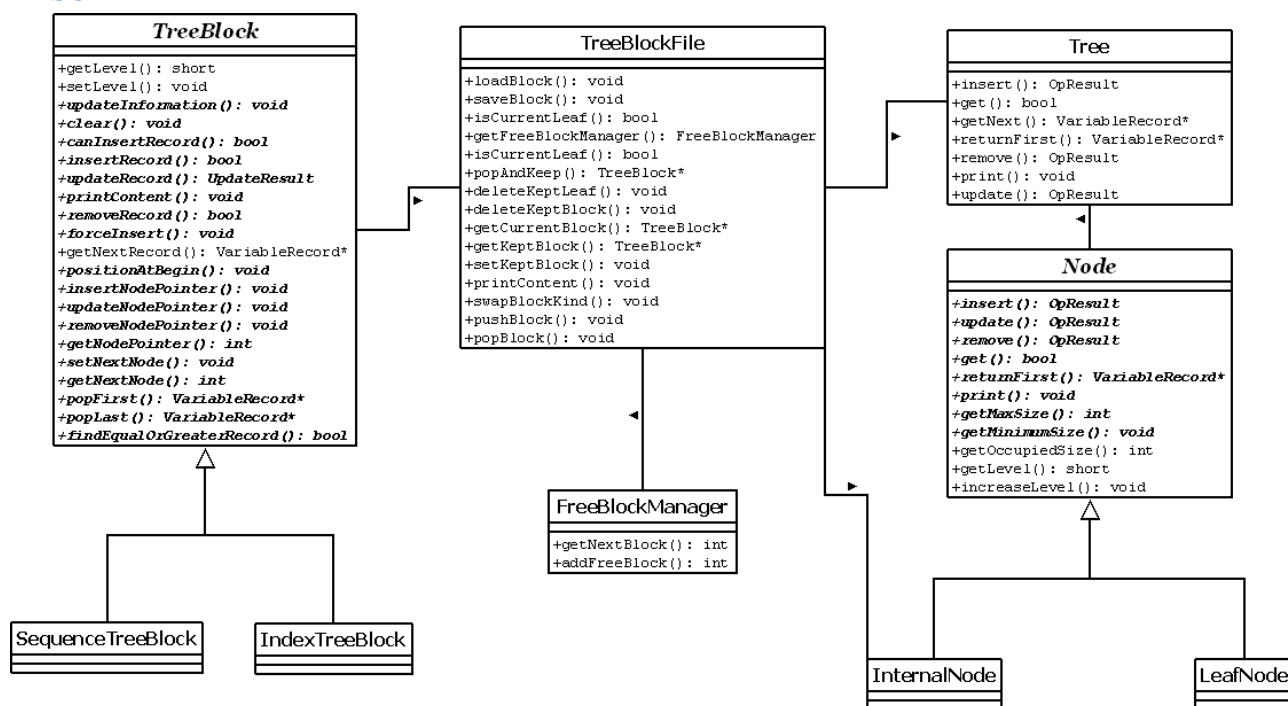 TreeBlock
+getLevel(): short
+setLevel(): void
+updateInformation(): void
+clear(): void
+canInsertRecord(): bool
+insertRecord(): bool
+updateRecord(): UpdateResult
+printContent(): void
+removeRecord(): bool
+forceInsert(): void
+getNextRecord(): VariableRecord*
+positionAtBegin(): void
+insertNodePointer(): void
+updateNodePointer(): void
+removeNodePointer(): void
+getNodePointer(): int
+setNextNode(): void
+getNextNode(): int
+popFirst(): VariableRecord*
+popLast(): VariableRecord*
+findEqualOrGreaterRecord(): bool
SequenceTreeBlock
IndexTreeBlock
TreeBlockFile
+loadBlock(): void
+saveBlock(): void
+isCurrentLeaf(): bool
+getFreeBlockManager(): FreeBlockManager
+isCurrentLeaf(): bool
+popAndKeep(): TreeBlock*
+deleteKeptLeaf(): void
+deleteKeptBlock(): void
+getCurrentBlock(): TreeBlock*
+getKeptBlock(): TreeBlock*
+setKeptBlock(): void
+printContent(): void
+swapBlockKind(): void
+pushBlock(): void
+popBlock(): void
FreeBlockManager
+getNextBlock(): int
+addFreeBlock(): int
Tree
+insert(): OpResult
+get(): bool
+getNext(): VariableRecord*
+returnFirst(): VariableRecord*
+remove(): OpResult
+print(): void
+update(): OpResult
Node
+insert(): OpResult
+update(): OpResult
+remove(): OpResult
+get(): bool
+returnFirst(): VariableRecord*
+print(): void
+getMaxSize(): int
+getMinimumSize(): void
+getOccupiedSize(): int
+getLevel(): short
+increaseLevel(): void
InternalNode
LeafNode